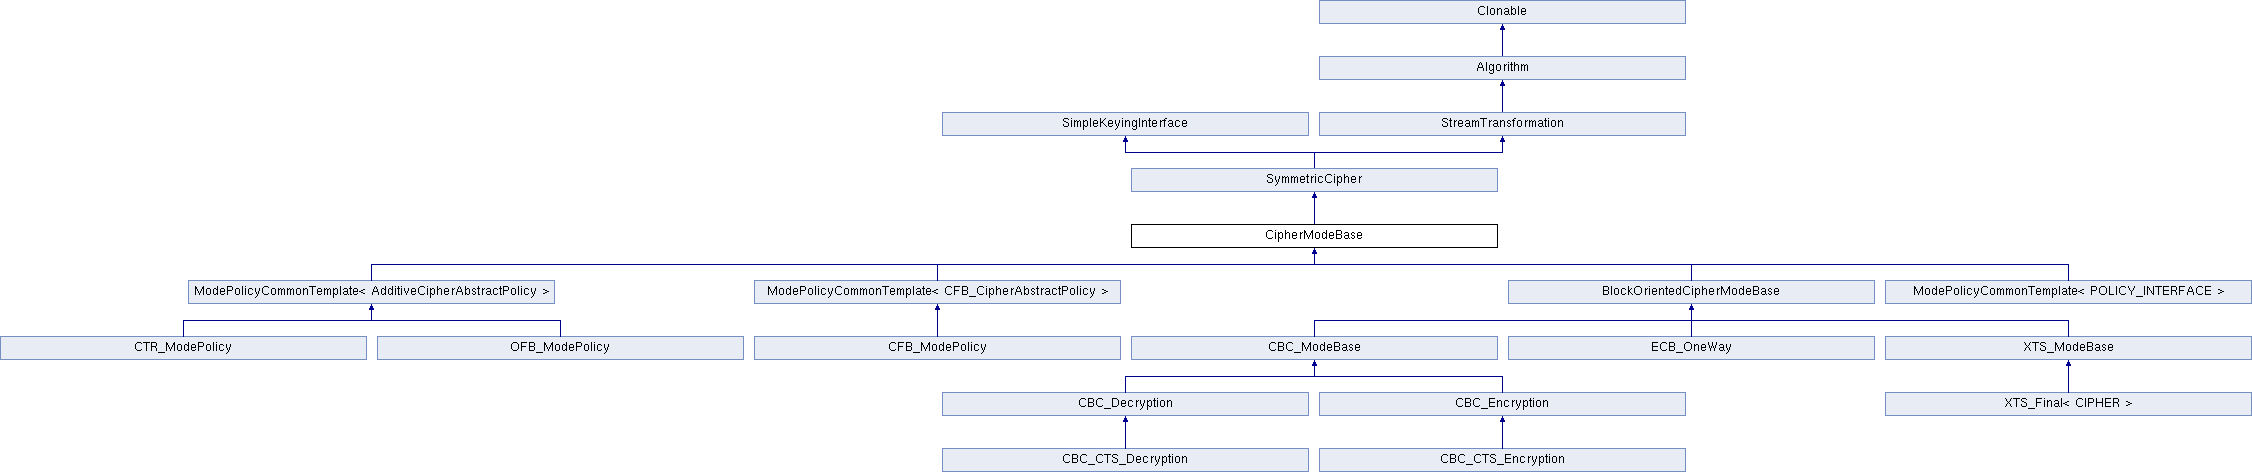 Clonable
Algorithm
SimpleKeyingInterface
StreamTransformation
SymmetricCipher
CipherModeBase
ModePolicyCommonTemplate< AdditiveCipherAbstractPolicy >
ModePolicyCommonTemplate< CFB_CipherAbstractPolicy >
BlockOrientedCipherModeBase
ModePolicyCommonTemplate< POLICY_INTERFACE >
CTR_ModePolicy
OFB_ModePolicy
CFB_ModePolicy
CBC_ModeBase
ECB_OneWay
XTS_ModeBase
CBC_Decryption
CBC_Encryption
XTS_Final< CIPHER >
CBC_CTS_Decryption
CBC_CTS_Encryption